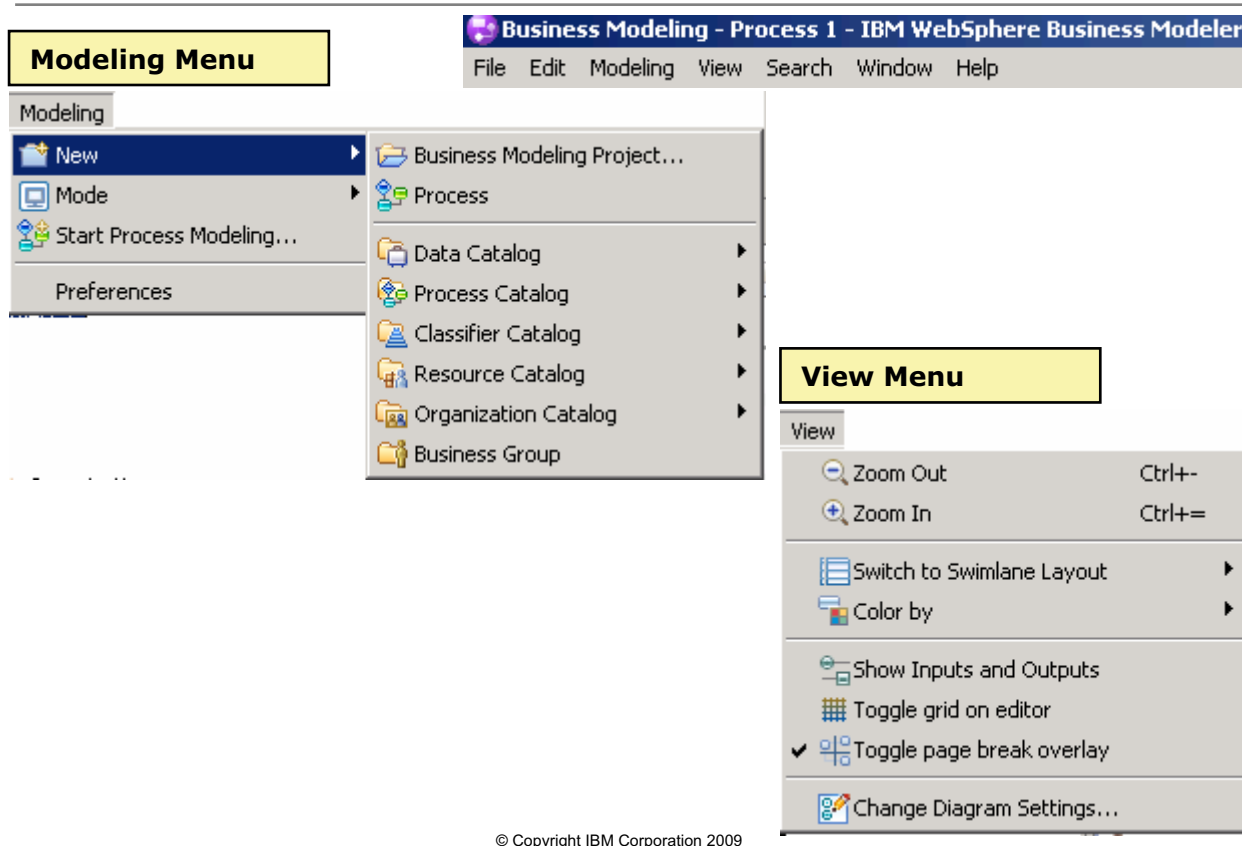 Business Modeling - Process 1 - IBM WebSphere Business Modeler
File Edit Modeling View Search Window Help
Modeling Menu
Modeling
New
Mode
Start Process Modeling...
Preferences
Business Modeling Project...
Process
Data Catalog
Process Catalog
Classifier Catalog
Resource Catalog
Organization Catalog
Business Group
View Menu
View
Zoom Out Ctrl+-
Zoom In Ctrl+=
Switch to Swimlane Layout
Color by
Show Inputs and Outputs
Toggle grid on editor
Toggle page break overlay
Change Diagram Settings...
© Copyright IBM Corporation 2009